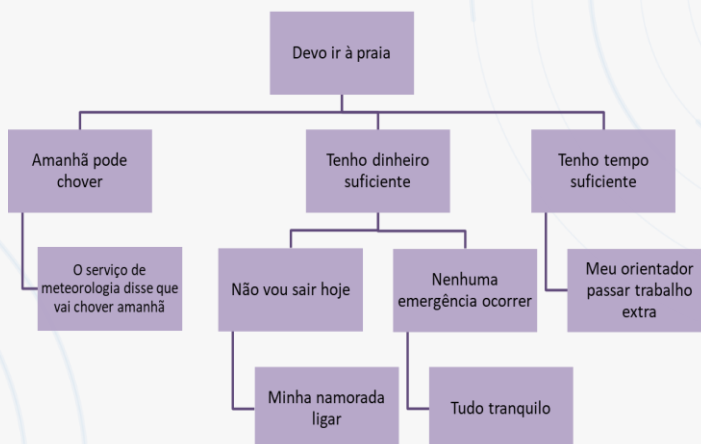 Devo ir à praia
Amanhã pode
chover
Tenho dinheiro
suficiente
Tenho tempo
suficiente
O serviço de
meteorologia disse que
vai chover amanhã
Não vou sair hoje
Nenhuma
emergência ocorrer
Meu orientador
passar trabalho
extra
Minha namorada
ligar
Tudo tranquilo